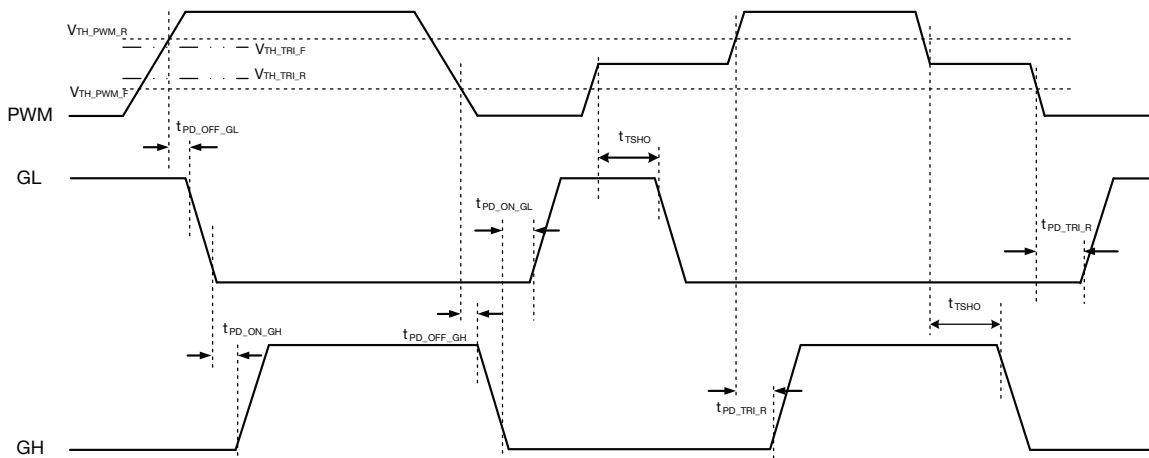 VTH_PWM_R
VTH_TRI_F
VTH_TRI_R
VTH_PWM_F
PWM
tPD_OFF_GL
tTSHO
GL
tPD_ON_GL
tPD_TRI_R
tTSHO
tPD_ON_GH
tPD_OFF_GH
tPD_TRI_R
GH